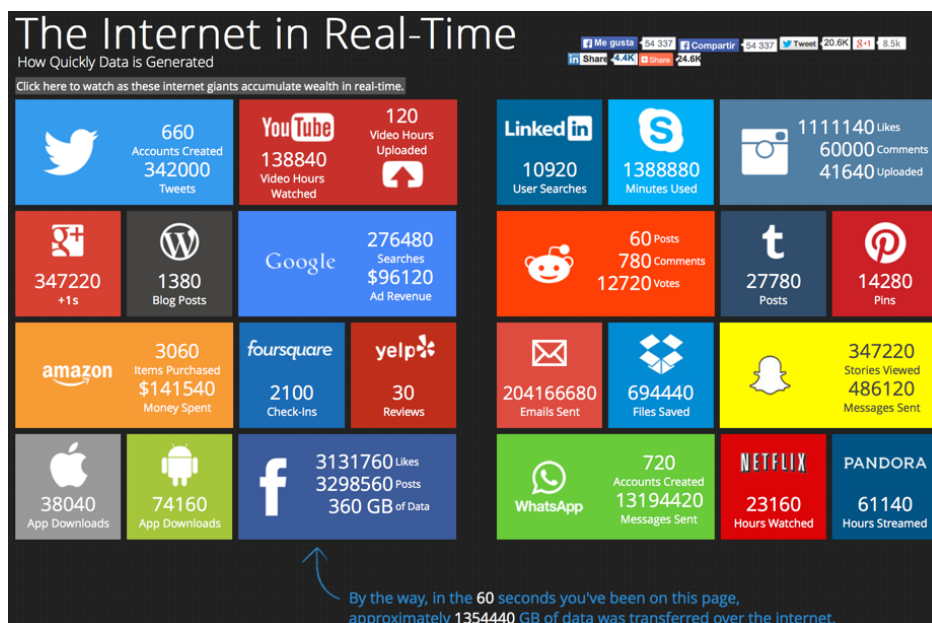 The Internet in Real-Time
How Quickly Data is Generated
Me gusta 54 337 Compartir 54 337 Tweet 20.6K g+1 8.5k
in Share 4.4K Share 24.6K
Click here to watch as these internet giants accumulate wealth in real-time.
660
Accounts Created
342000
Tweets
YouTube
138840
Video Hours
Watched
120
Video Hours
Uploaded
Linked in
10920
User Searches
S
1388880
Minutes Used
1111140 Likes
60000 Comments
41640 Uploaded
g+
347220
+1s
W
1380
Blog Posts
Google
276480
Searches
$96120
Ad Revenue
60 Posts
780 Comments
12720 Votes
t
27780
Posts
14280
Pins
amazon
3060
Items Purchased
$141540
Money Spent
foursquare
2100
Check-Ins
yelp
30
Reviews
204166680
Emails Sent
694440
Files Saved
347220
Stories Viewed
486120
Messages Sent
38040
App Downloads
74160
App Downloads
f
3131760 Likes
3298560 Posts
360 GB of Data
WhatsApp
720
Accounts Created
13194420
Messages Sent
NETFLIX
23160
Hours Watched
PANDORA
61140
Hours Streamed
By the way, in the 60 seconds you've been on this page,
approximately 1354440 GB of data was transferred over the internet.